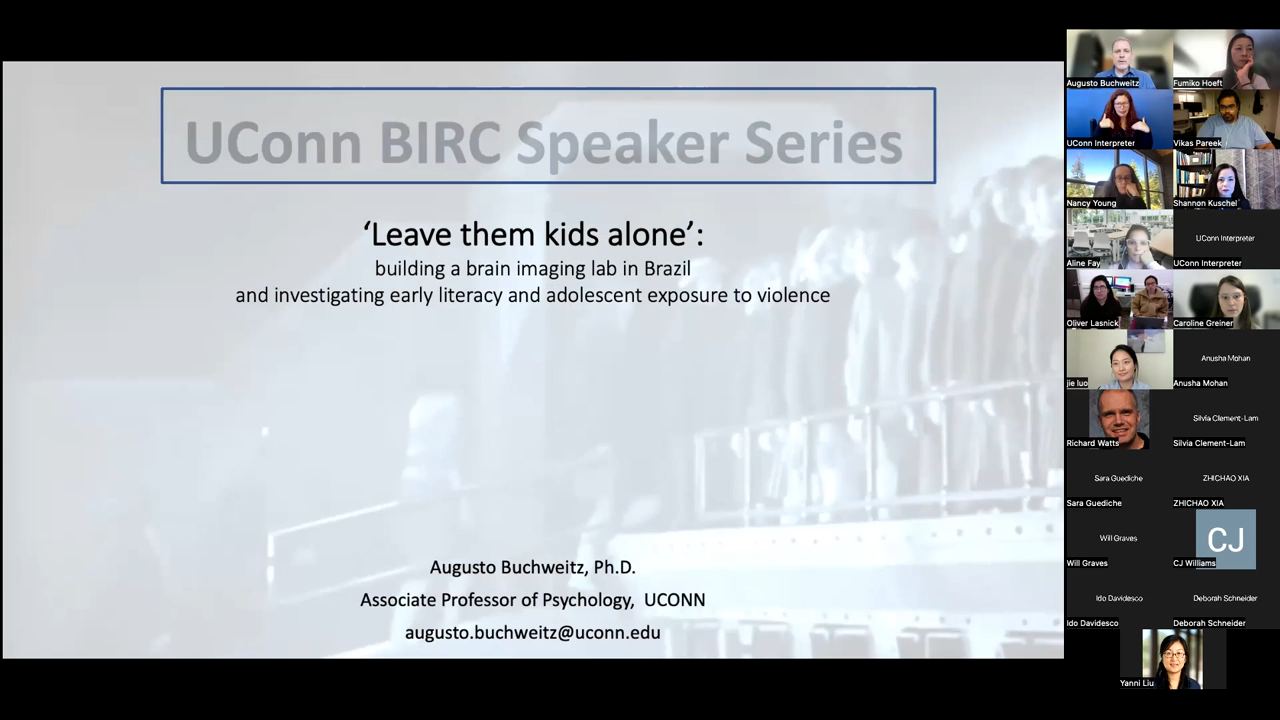 UConn BIRC Speaker Series
‘Leave them kids alone’:
building a brain imaging lab in Brazil
and investigating early literacy and adolescent exposure to violence
Augusto Buchweitz, Ph.D.
Associate Professor of Psychology, UCONN
augusto.buchweitz@uconn.edu
Augusto Buchweitz
Fumiko Hoeft
UConn Interpreter
Vikas Pareek
Nancy Young
Shannon Kuschel
Aline Fay
UConn Interpreter
UConn Interpreter
Oliver Lasnick
Caroline Greiner
jie luo
Anusha Mohan
Anusha Mohan
Richard Watts
Silvia Clement-Lam
Silvia Clement-Lam
Sara Guediche
Sara Guediche
ZHICHAO XIA
ZHICHAO XIA
Will Graves
Will Graves
CJ
CJ Williams
Ido Davidesco
Ido Davidesco
Deborah Schneider
Deborah Schneider
Yanni Liu